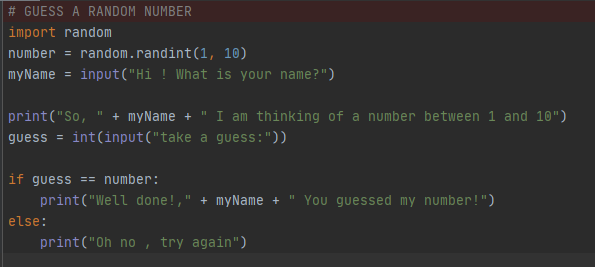 # GUESS A RANDOM NUMBER
import random
number = random.randint(1, 10)
myName = input("Hi ! What is your name?")
print("So, " + myName + " I am thinking of a number between 1 and 10")
guess = int(input("take a guess:"))
if guess == number:
    print("Well done!," + myName + " You guessed my number!")
else:
    print("Oh no , try again")